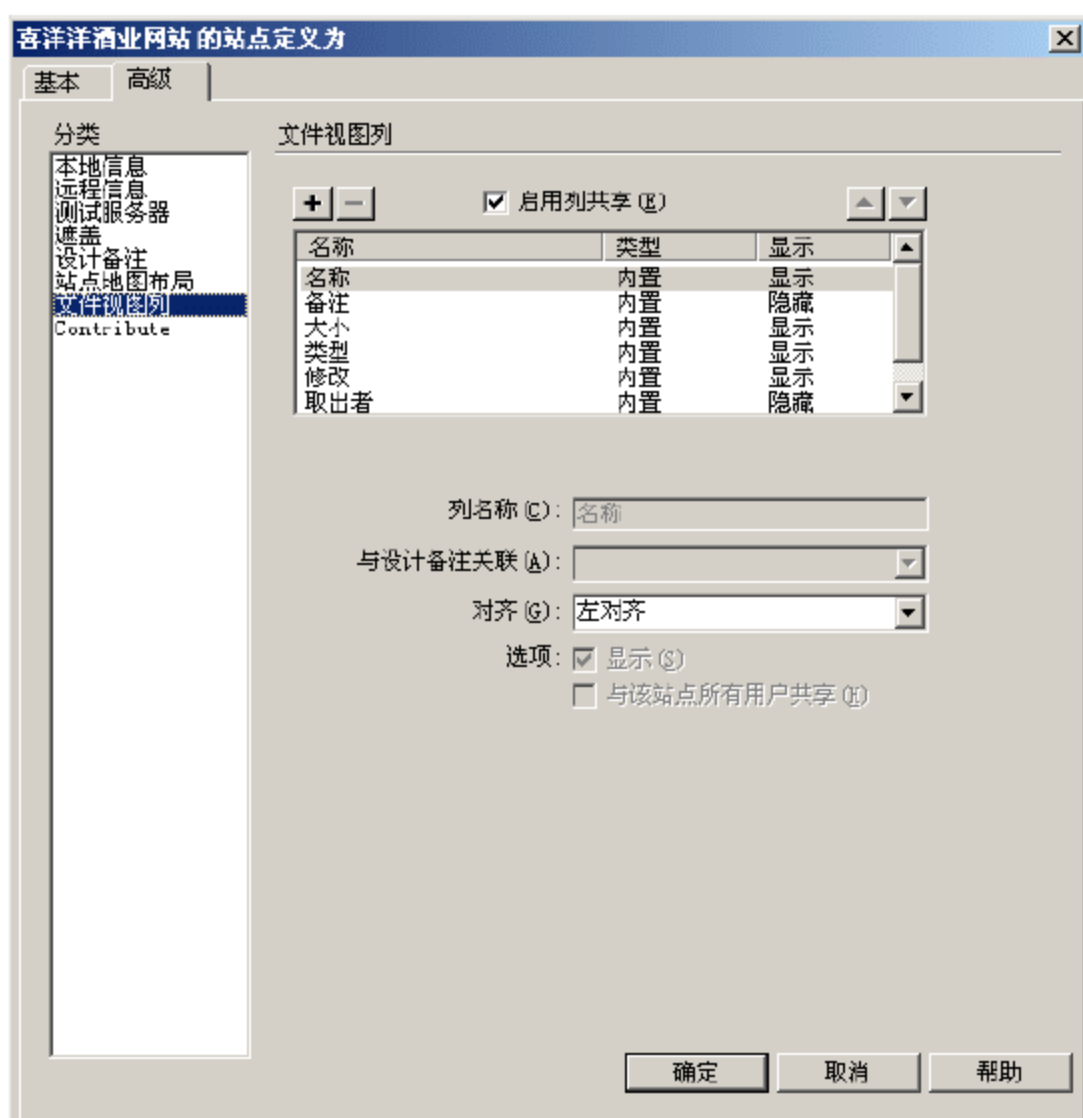 喜洋洋酒业网站 的站点定义为
基本 高级
分类
本地信息
远程信息
测试服务器
遮盖
设计备注
站点地图布局
文件视图列
Contribute
文件视图列
启用列共享(E)
名称 类型 显示
名称 内置 显示
备注 内置 隐藏
大小 内置 显示
类型 内置 显示
修改 内置 显示
取出者 内置 隐藏
列名称(C): 名称
与设计备注关联(A):
对齐(G): 左对齐
选项: 显示(S)
与该站点所有用户共享(H)
确定 取消 帮助